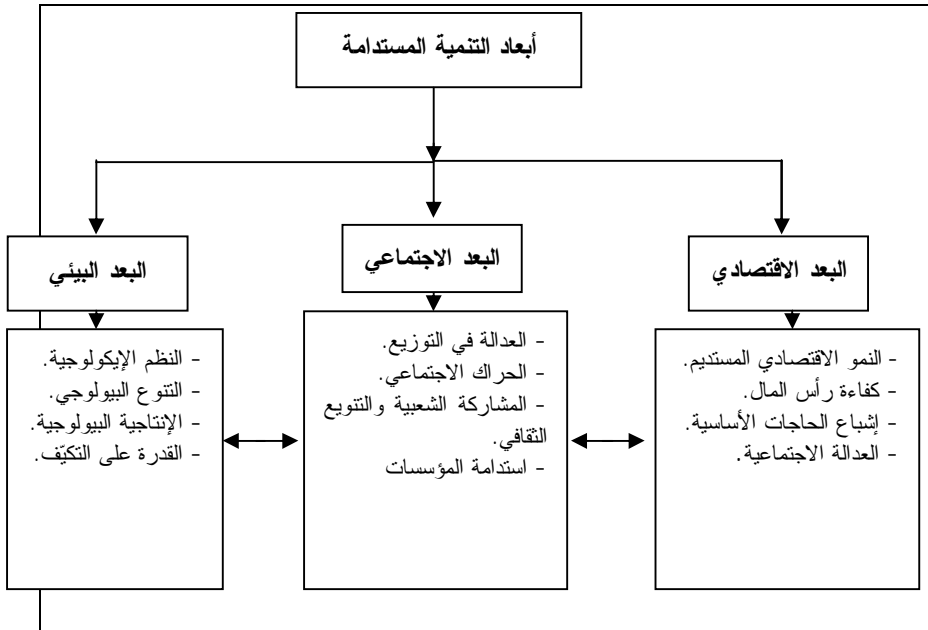 أبعاد التنمية المستدامة
البعد الاقتصادي
البعد الاجتماعي
البعد البيئي
- النمو الاقتصادي المستديم.
- كفاءة رأس المال.
- إشباع الحاجات الأساسية.
- العدالة الاجتماعية.
- العدالة في التوزيع.
- الحراك الاجتماعي.
- المشاركة الشعبية والتنويع
الثقافي.
- استدامة المؤسسات
- النظم الإيكولوجية.
- التنوع البيولوجي.
- الإنتاجية البيولوجية.
- القدرة على التكيّف.